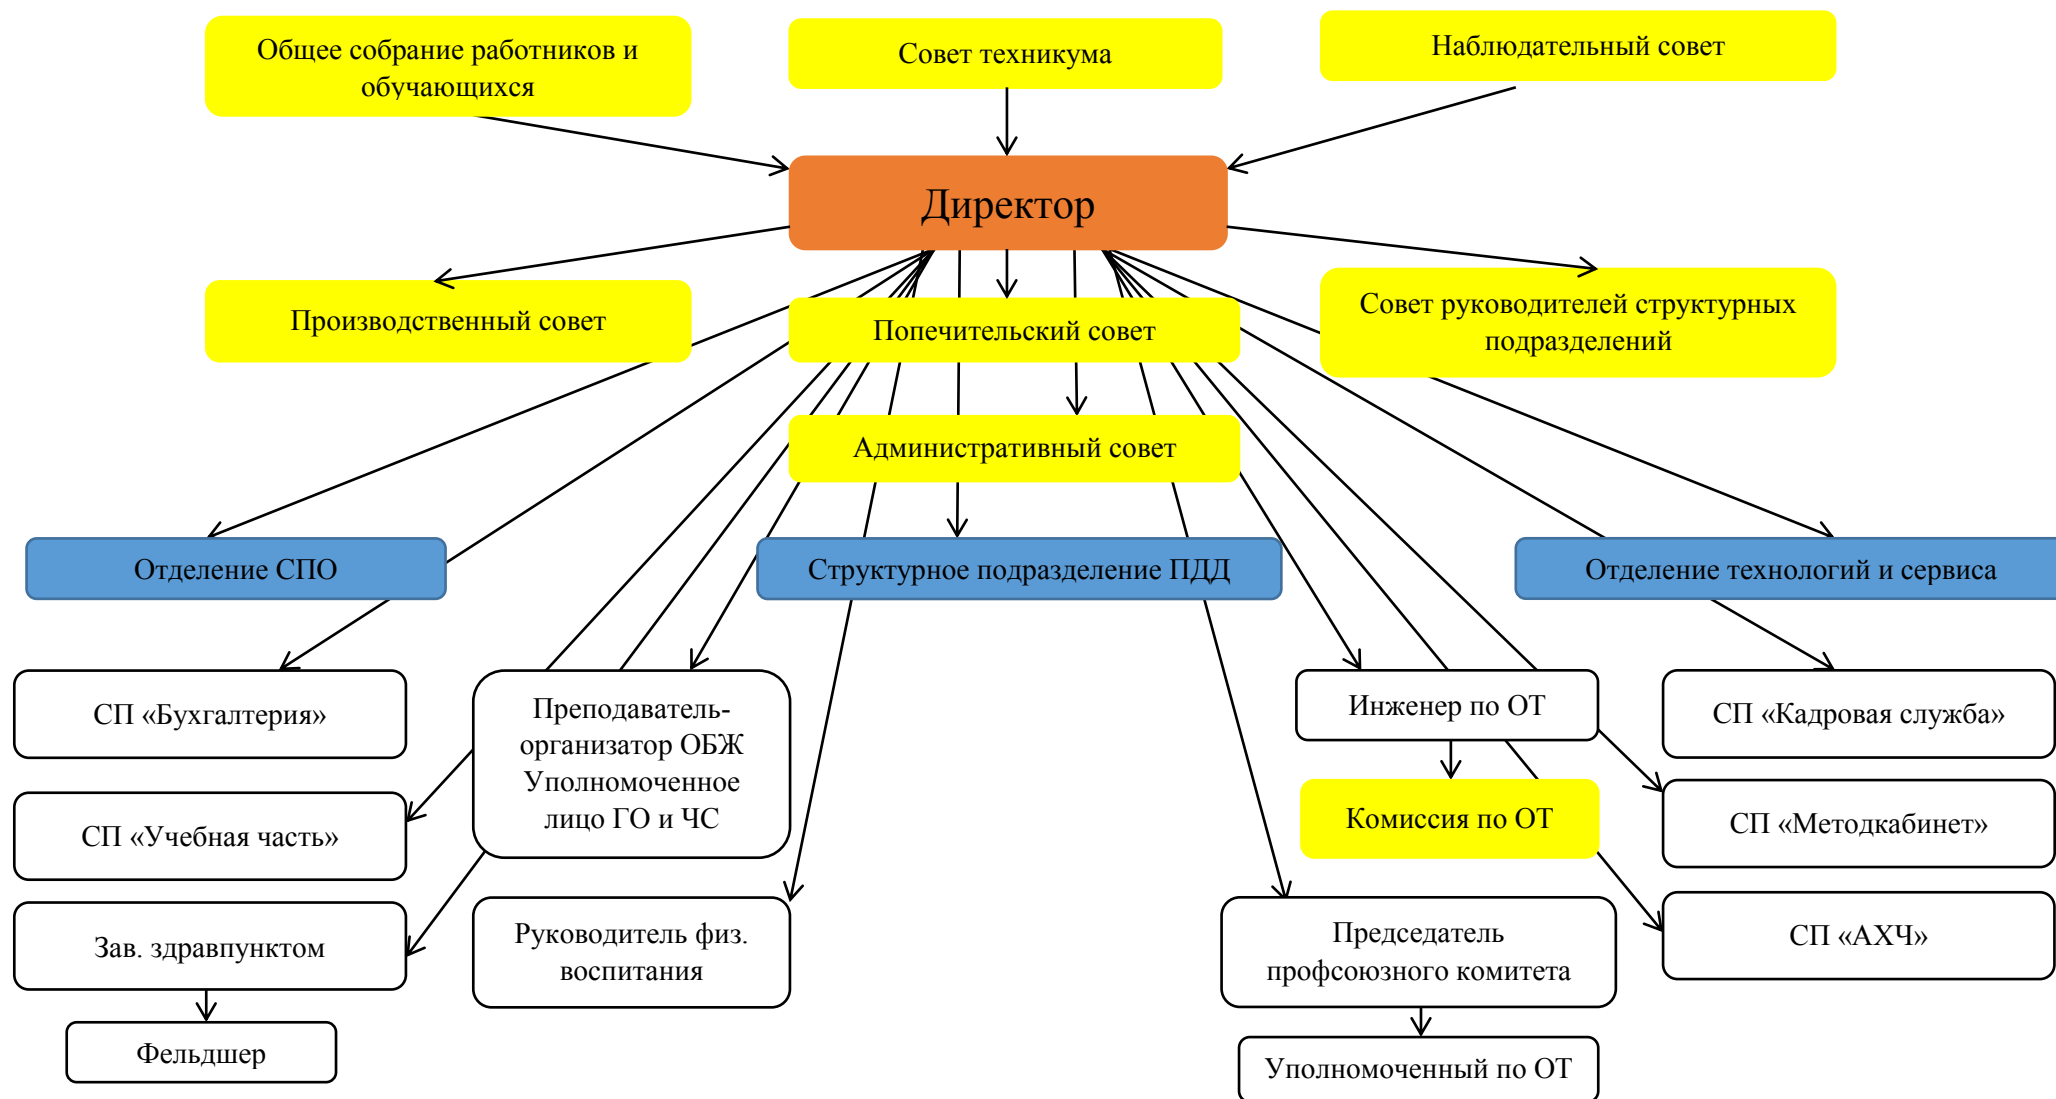 Общее собрание работников и
обучающихся
Совет техникума
Наблюдательный совет
Директор
Производственный совет
Попечительский совет
Совет руководителей структурных
подразделений
Административный совет
Отделение СПО
Структурное подразделение ПДД
Отделение технологий и сервиса
СП «Бухгалтерия»
Преподаватель-
организатор ОБЖ
Уполномоченное
лицо ГО и ЧС
Инженер по ОТ
СП «Кадровая служба»
СП «Учебная часть»
Комиссия по ОТ
СП «Методкабинет»
Зав. здравпунктом
Руководитель физ.
воспитания
Председатель
профсоюзного комитета
СП «АХЧ»
Фельдшер
Уполномоченный по ОТ